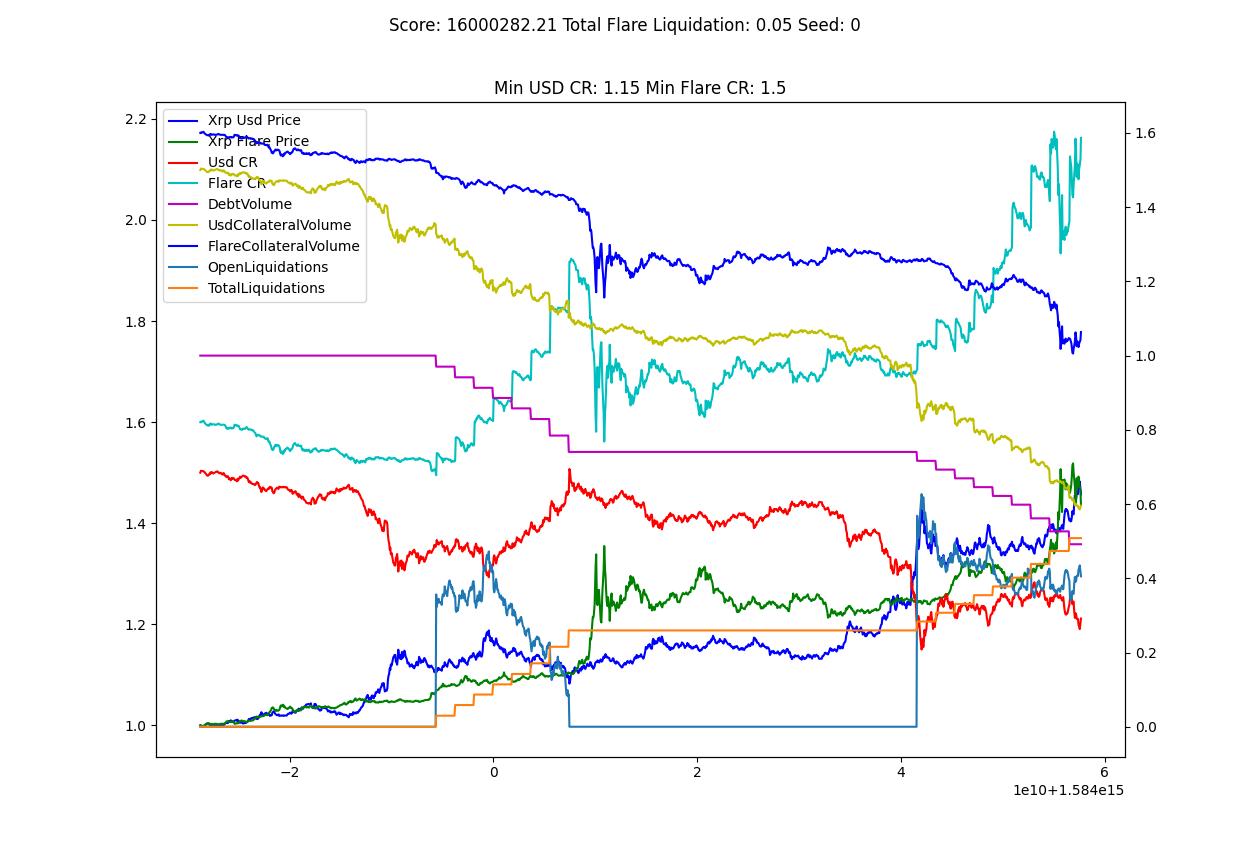 Score: 16000282.21 Total Flare Liquidation: 0.05 Seed: 0
Min USD CR: 1.15 Min Flare CR: 1.5
Xrp Usd Price
Xrp Flare Price
Usd CR
Flare CR
DebtVolume
UsdCollateralVolume
FlareCollateralVolume
OpenLiquidations
TotalLiquidations
2.2
2.0
1.8
1.6
1.4
1.2
1.0
1.6
1.4
1.2
1.0
0.8
0.6
0.4
0.2
0.0
−2
0
2
4
6
1e10+1.584e15